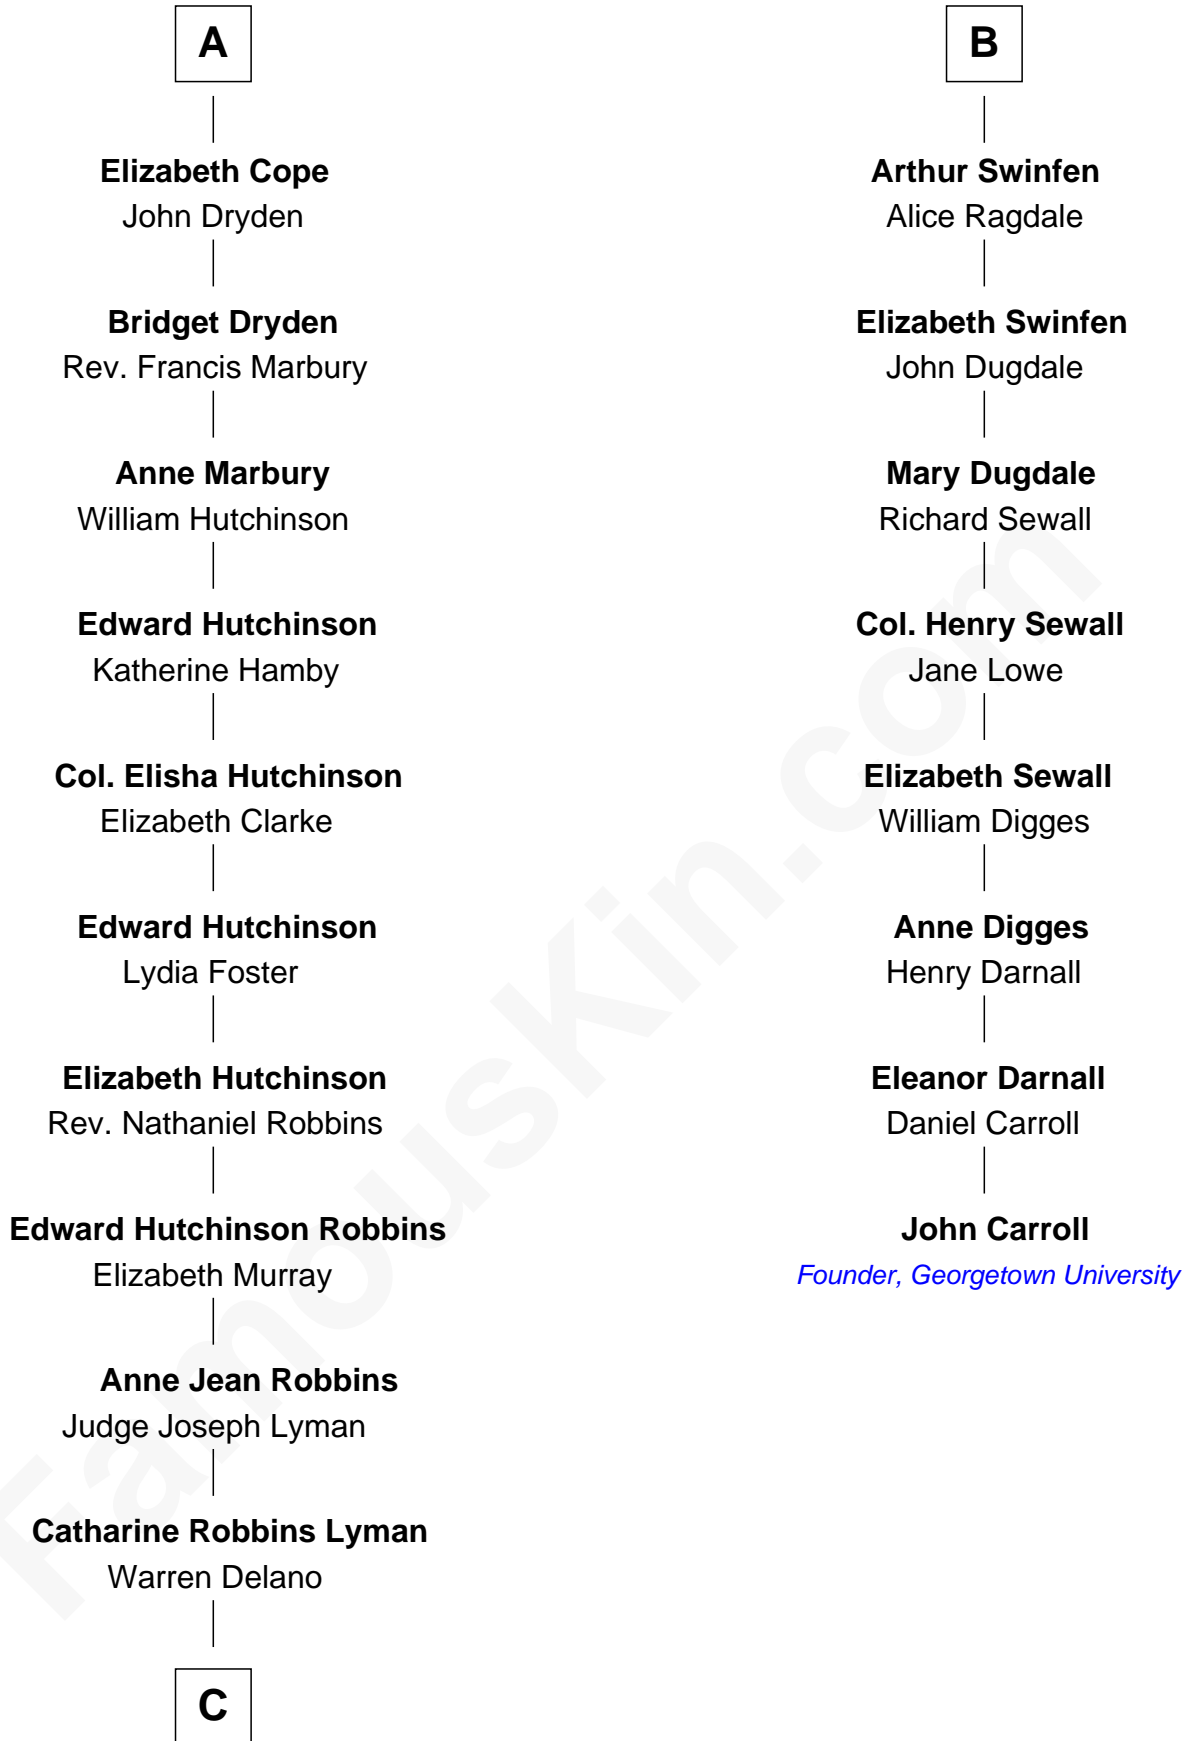 A
Elizabeth Cope
John Dryden
Bridget Dryden
Rev. Francis Marbury
Anne Marbury
William Hutchinson
Edward Hutchinson
Katherine Hamby
Col. Elisha Hutchinson
Elizabeth Clarke
Edward Hutchinson
Lydia Foster
Elizabeth Hutchinson
Rev. Nathaniel Robbins
Edward Hutchinson Robbins
Elizabeth Murray
Anne Jean Robbins
Judge Joseph Lyman
Catharine Robbins Lyman
Warren Delano
C
B
Arthur Swinfen
Alice Ragdale
Elizabeth Swinfen
John Dugdale
Mary Dugdale
Richard Sewall
Col. Henry Sewall
Jane Lowe
Elizabeth Sewall
William Digges
Anne Digges
Henry Darnall
Eleanor Darnall
Daniel Carroll
John Carroll
Founder, Georgetown University
FamousKin.com